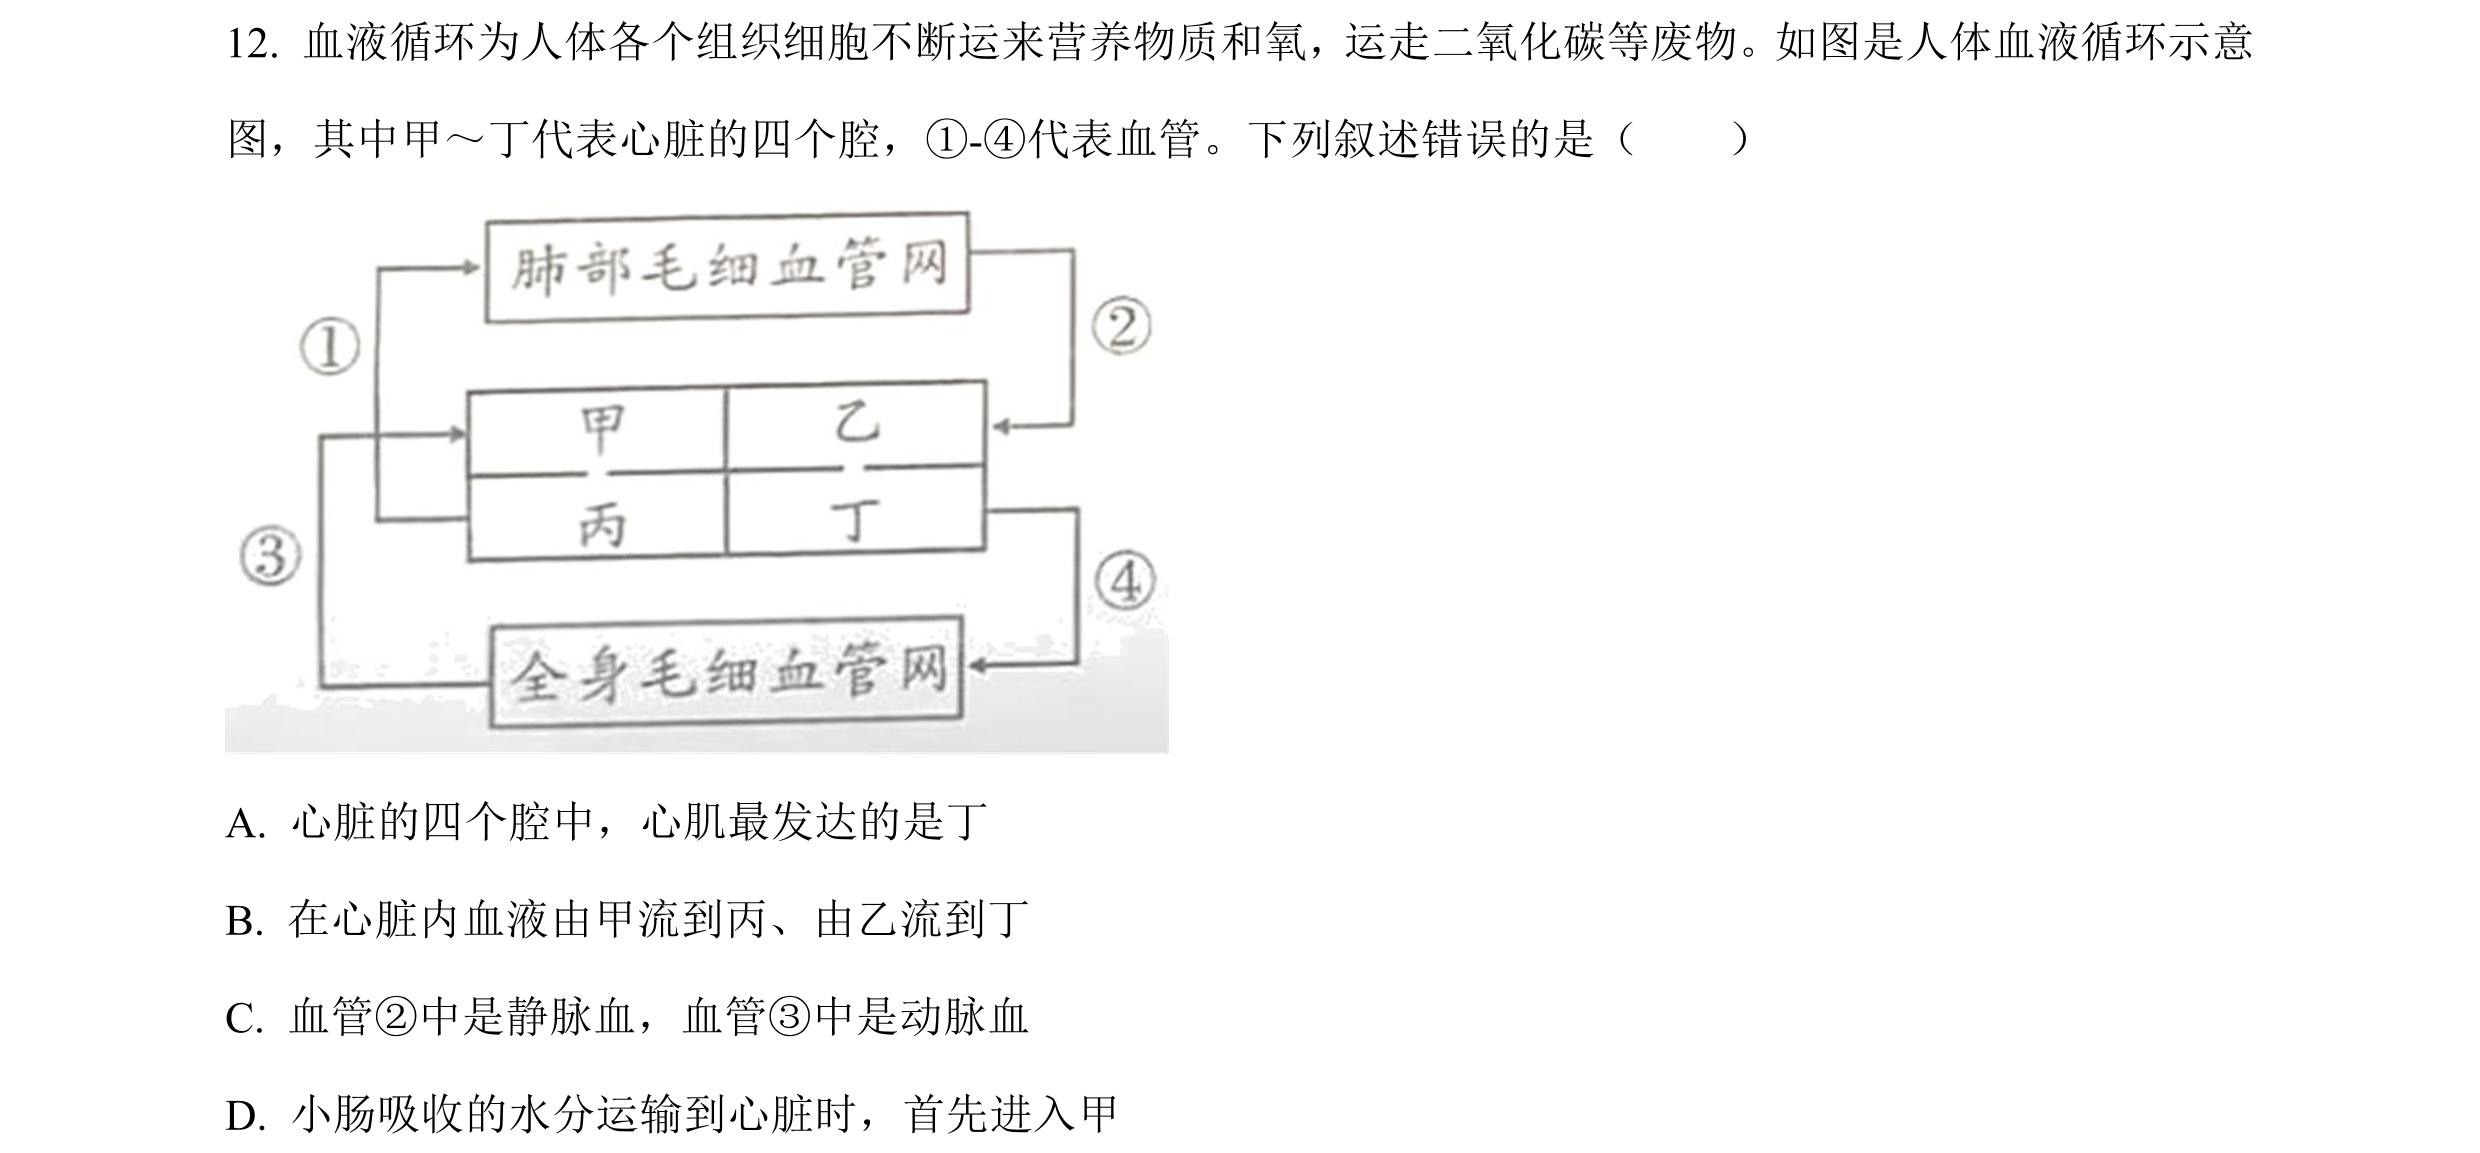 12. 血液循环为人体各个组织细胞不断运来营养物质和氧，运走二氧化碳等废物。如图是人体血液循环示意
图，其中甲～丁代表心脏的四个腔，①-④代表血管。下列叙述错误的是（　　）
肺部毛细血管网
①
②
甲
乙
丙
丁
③
④
全身毛细血管网
A. 心脏的四个腔中，心肌最发达的是丁
B. 在心脏内血液由甲流到丙、由乙流到丁
C. 血管②中是静脉血，血管③中是动脉血
D. 小肠吸收的水分运输到心脏时，首先进入甲